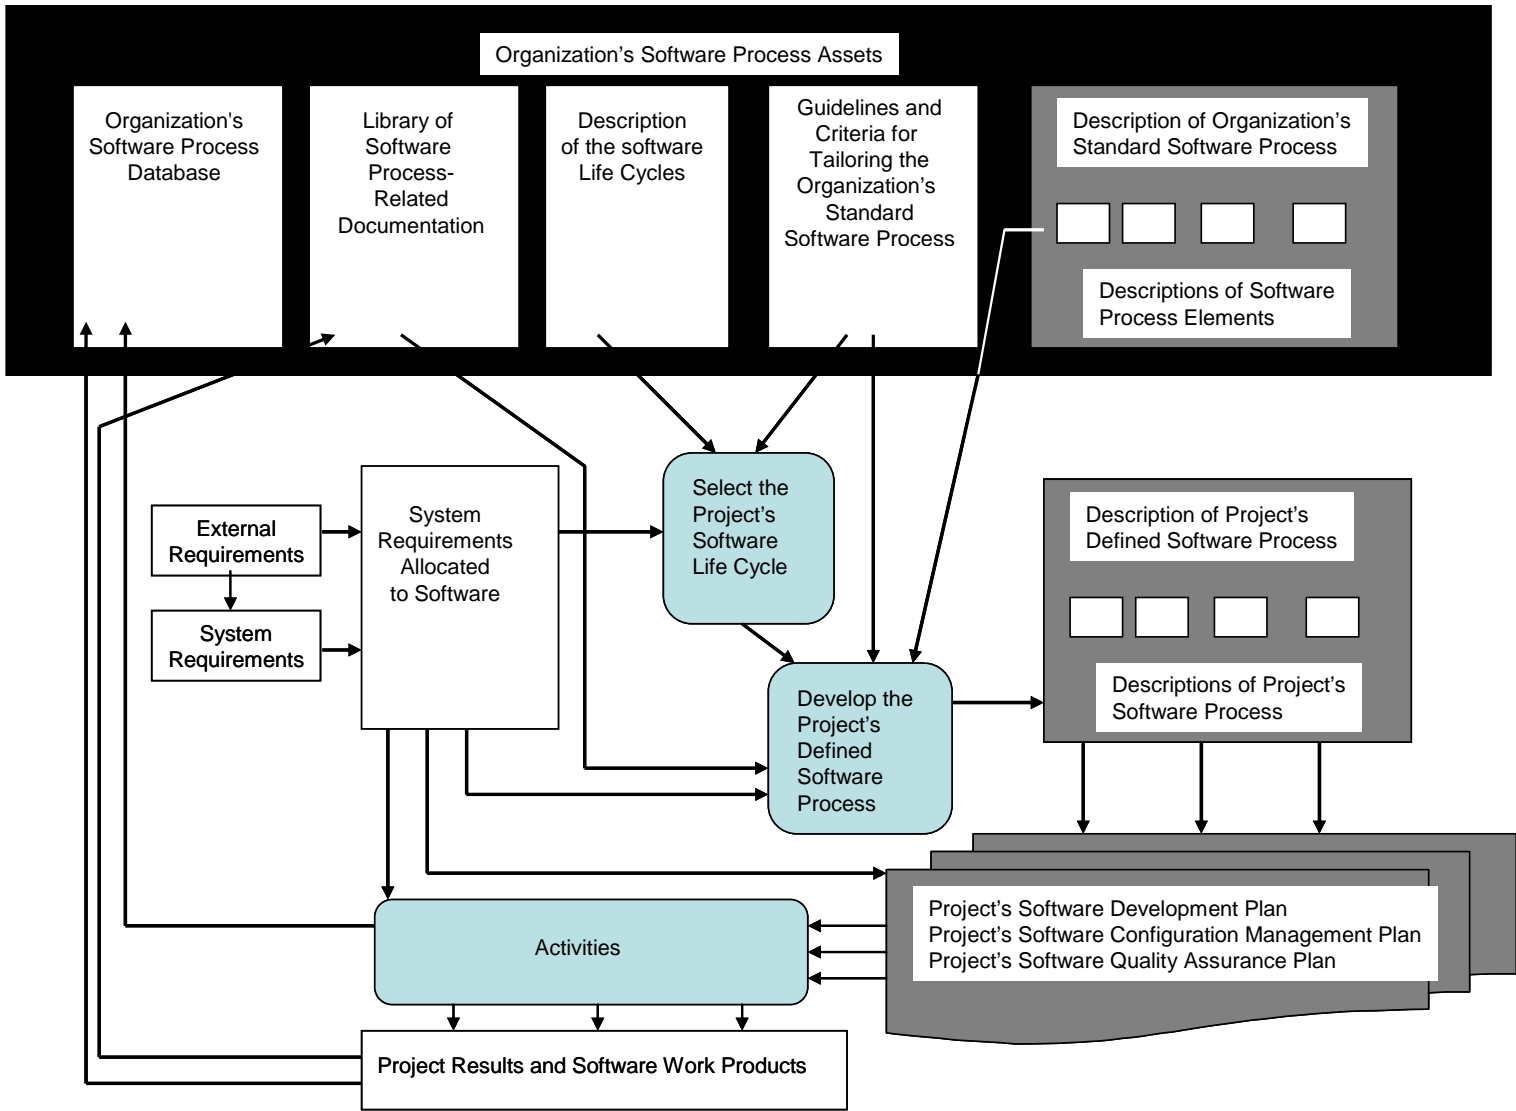 Organization’s Software Process Assets
Organization's
Software Process
Database
Library of
Software
Process-
Related
Documentation
Description
of the software
Life Cycles
Guidelines and
Criteria for
Tailoring the
Organization’s
Standard
Software Process
Description of Organization’s
Standard Software Process
Descriptions of Software
Process Elements
External
Requirements
System
Requirements
System
Requirements
Allocated
to Software
Select the
Project’s
Software
Life Cycle
Develop the
Project’s
Defined
Software
Process
Description of Project’s
Defined Software Process
Descriptions of Project’s
Software Process
Project’s Software Development Plan
Project’s Software Configuration Management Plan
Project’s Software Quality Assurance Plan
Activities
Project Results and Software Work Products